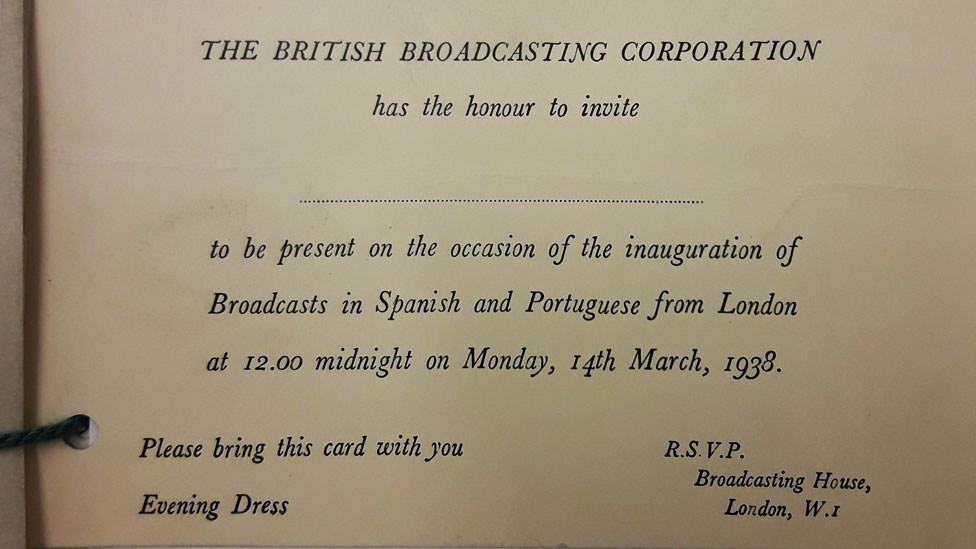 THE BRITISH BROADCASTING CORPORATION
has the honour to invite
to be present on the occasion of the inauguration of
Broadcasts in Spanish and Portuguese from London
at 12.00 midnight on Monday, 14th March, 1938.
Please bring this card with you
Evening Dress
R.S.V.P.
Broadcasting House,
London, W.1